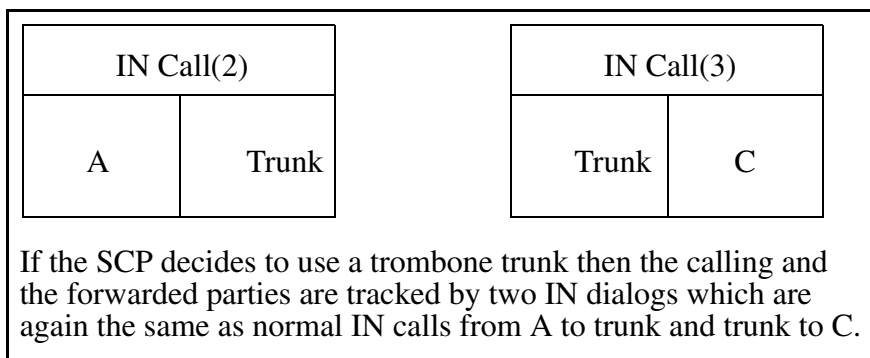 IN Call(2) IN Call(3)
A Trunk Trunk C
If the SCP decides to use a trombone trunk then the calling and
the forwarded parties are tracked by two IN dialogs which are
again the same as normal IN calls from A to trunk and trunk to C.